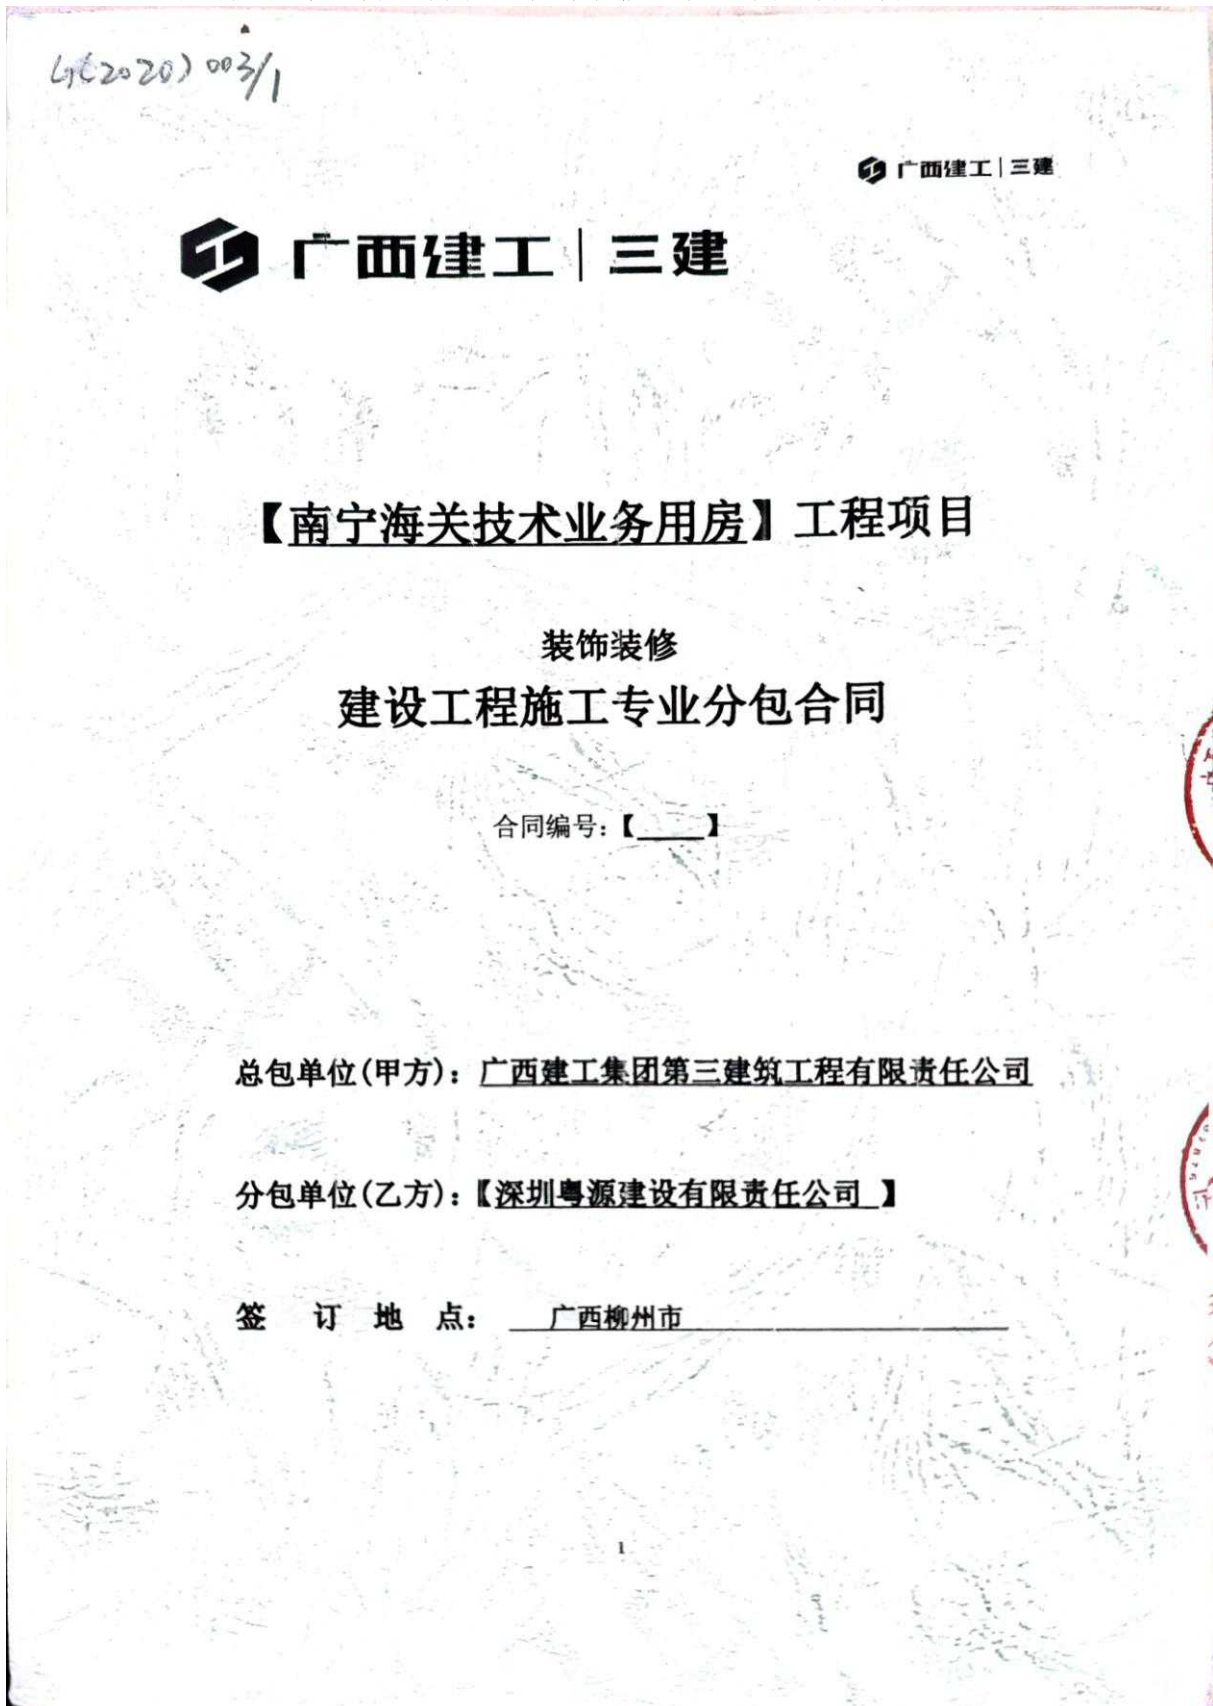 (2020)003/1
广西建工|三建
广西建工|三建
【南宁海关技术业务用房】工程项目
装饰装修
建设工程施工专业分包合同
合同编号:【_____】
总包单位(甲方):广西建工集团第三建筑工程有限责任公司
分包单位(乙方):【深圳粤源建设有限责任公司_】
签 订 地 点: 广西柳州市
1